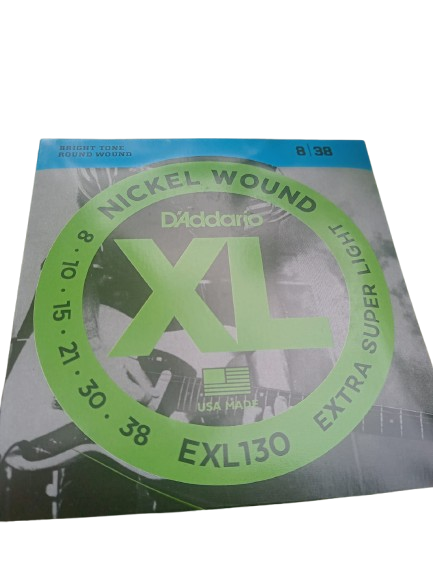 BRIGHT TONE
ROUND WOUND
8|38
NICKEL WOUND
D'Addario
XL
8 · 10 · 15 · 21 · 30 · 38
USA MADE
EXL130
EXTRA SUPER LIGHT